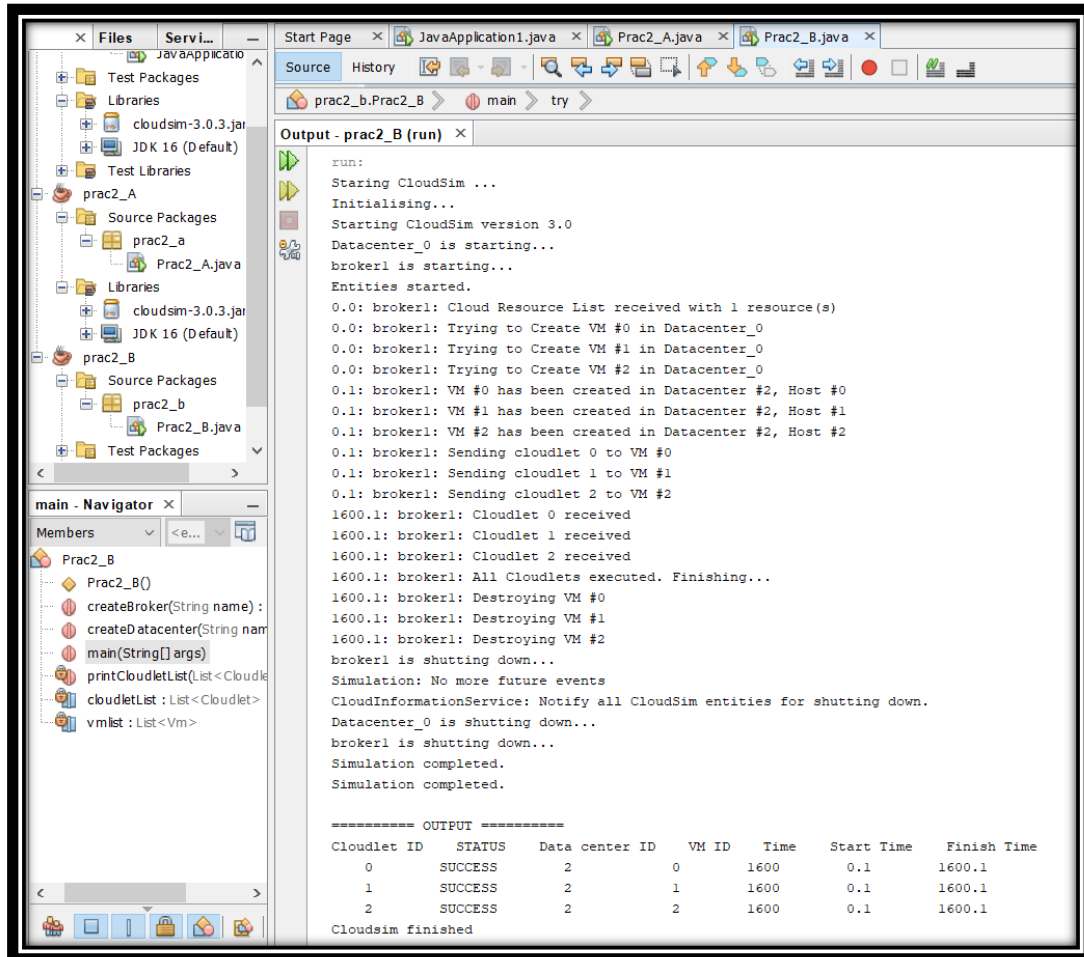 Files Servi...
JavaApplicatio
Test Packages
Libraries
cloudsim-3.0.3.jar
JDK 16 (Default)
Test Libraries
prac2_A
Source Packages
prac2_a
Prac2_A.java
Libraries
cloudsim-3.0.3.jar
JDK 16 (Default)
prac2_B
Source Packages
prac2_b
Prac2_B.java
Test Packages
main - Navigator
Members <e...
Prac2_B
Prac2_B()
createBroker(String name) :
createDatacenter(String nam
main(String[] args)
printCloudletList(List<Cloudle
cloudletList : List<Cloudlet>
vmlist : List<Vm>
Start Page JavaApplication1.java Prac2_A.java Prac2_B.java
Source History
prac2_b.Prac2_B main try
Output - prac2_B (run)
run:
Staring CloudSim ...
Initialising...
Starting CloudSim version 3.0
Datacenter_0 is starting...
broker1 is starting...
Entities started.
0.0: broker1: Cloud Resource List received with 1 resource(s)
0.0: broker1: Trying to Create VM #0 in Datacenter_0
0.0: broker1: Trying to Create VM #1 in Datacenter_0
0.0: broker1: Trying to Create VM #2 in Datacenter_0
0.1: broker1: VM #0 has been created in Datacenter #2, Host #0
0.1: broker1: VM #1 has been created in Datacenter #2, Host #1
0.1: broker1: VM #2 has been created in Datacenter #2, Host #2
0.1: broker1: Sending cloudlet 0 to VM #0
0.1: broker1: Sending cloudlet 1 to VM #1
0.1: broker1: Sending cloudlet 2 to VM #2
1600.1: broker1: Cloudlet 0 received
1600.1: broker1: Cloudlet 1 received
1600.1: broker1: Cloudlet 2 received
1600.1: broker1: All Cloudlets executed. Finishing...
1600.1: broker1: Destroying VM #0
1600.1: broker1: Destroying VM #1
1600.1: broker1: Destroying VM #2
broker1 is shutting down...
Simulation: No more future events
CloudInformationService: Notify all CloudSim entities for shutting down.
Datacenter_0 is shutting down...
broker1 is shutting down...
Simulation completed.
Simulation completed.
========== OUTPUT ==========
Cloudlet ID STATUS Data center ID VM ID Time Start Time Finish Time
0 SUCCESS 2 0 1600 0.1 1600.1
1 SUCCESS 2 1 1600 0.1 1600.1
2 SUCCESS 2 2 1600 0.1 1600.1
Cloudsim finished